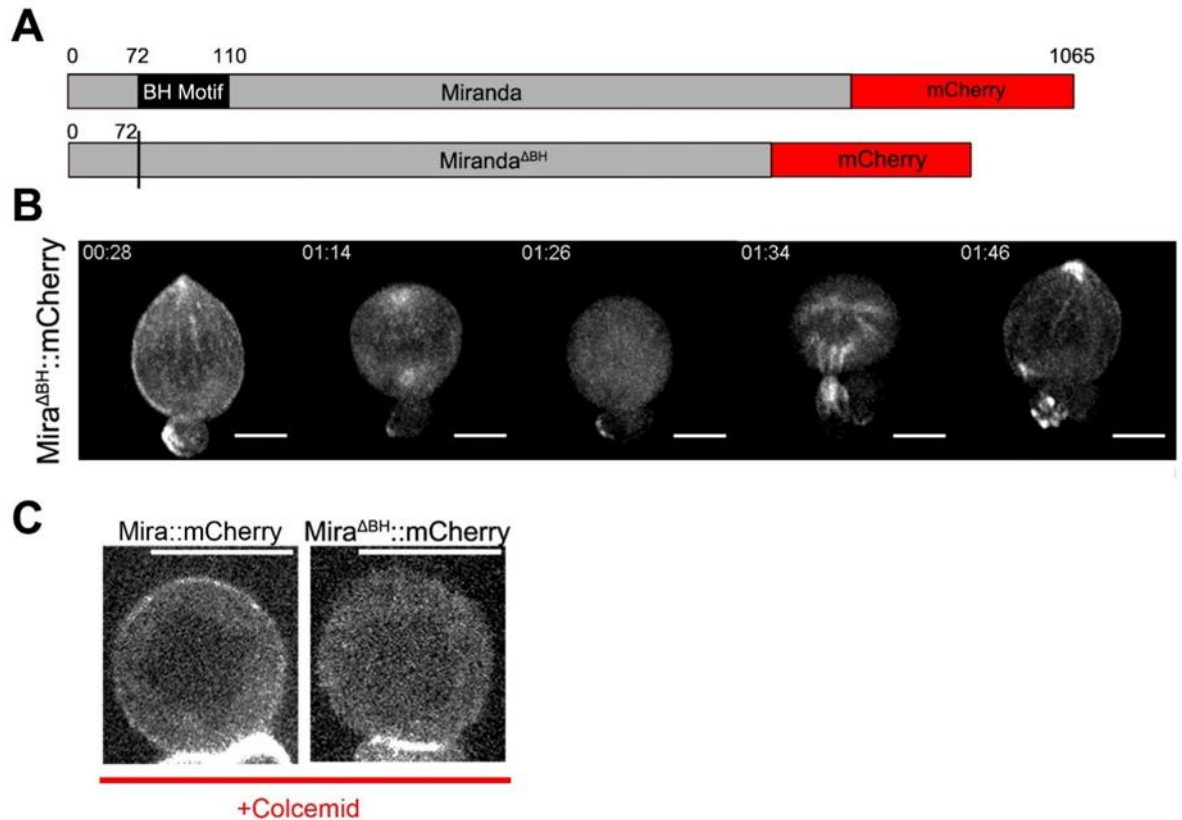 A
0 72 110 1065
BH Motif Miranda mCherry
0 72
Miranda^ΔBH mCherry
B
Mira^ΔBH::mCherry
00:28 01:14 01:26 01:34 01:46
C
Mira::mCherry Mira^ΔBH::mCherry
+Colcemid